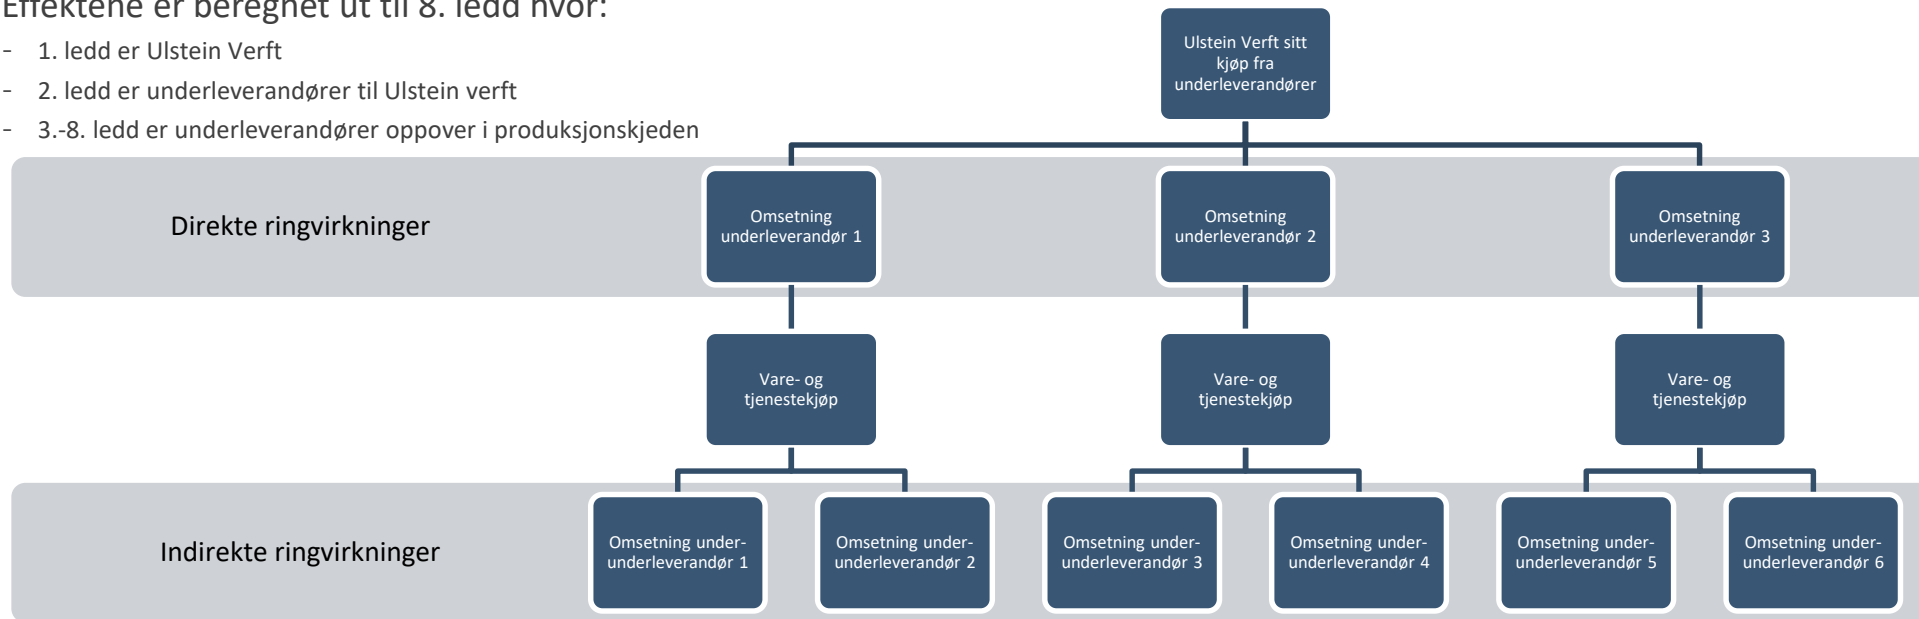 Effektene er beregnet ut til 8. ledd hvor:
- 1. ledd er Ulstein Verft
- 2. ledd er underleverandører til Ulstein verft
- 3.-8. ledd er underleverandører oppover i produksjonskjeden
Ulstein Verft sitt
kjøp fra
underleverandører
Direkte ringvirkninger
Omsetning
underleverandør 1
Omsetning
underleverandør 2
Omsetning
underleverandør 3
Vare- og
tjenestekjøp
Vare- og
tjenestekjøp
Vare- og
tjenestekjøp
Indirekte ringvirkninger
Omsetning under-
underleverandør 1
Omsetning under-
underleverandør 2
Omsetning under-
underleverandør 3
Omsetning under-
underleverandør 4
Omsetning under-
underleverandør 5
Omsetning under-
underleverandør 6